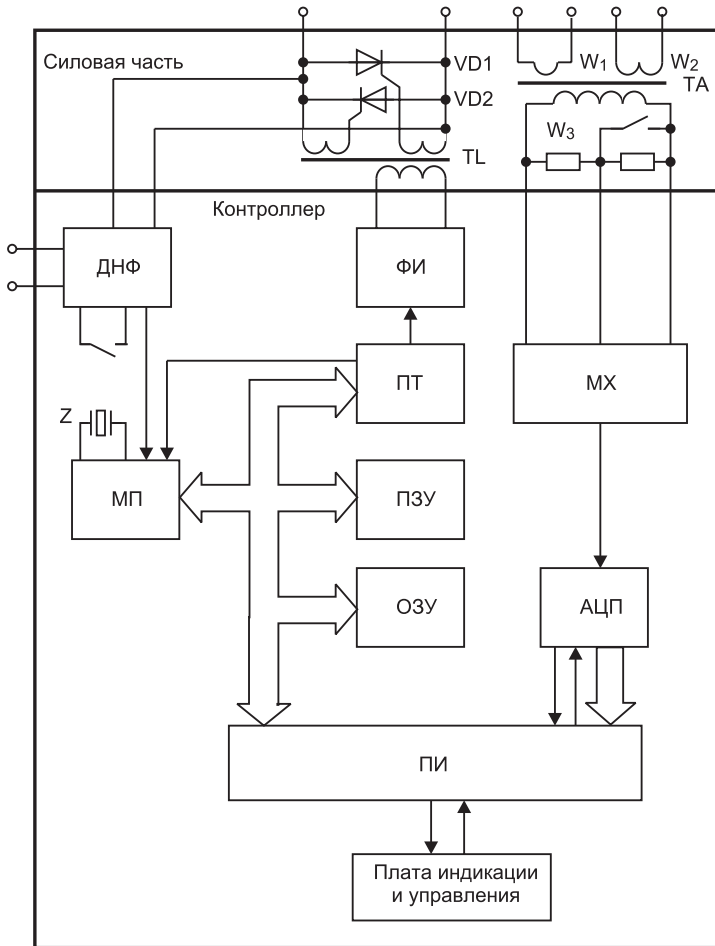 Силовая часть
VD1
VD2
TL
W1
W2
TA
W3
Контроллер
ДНФ
ФИ
ПТ
MX
Z
МП
ПЗУ
ОЗУ
АЦП
ПИ
Плата индикации
и управления